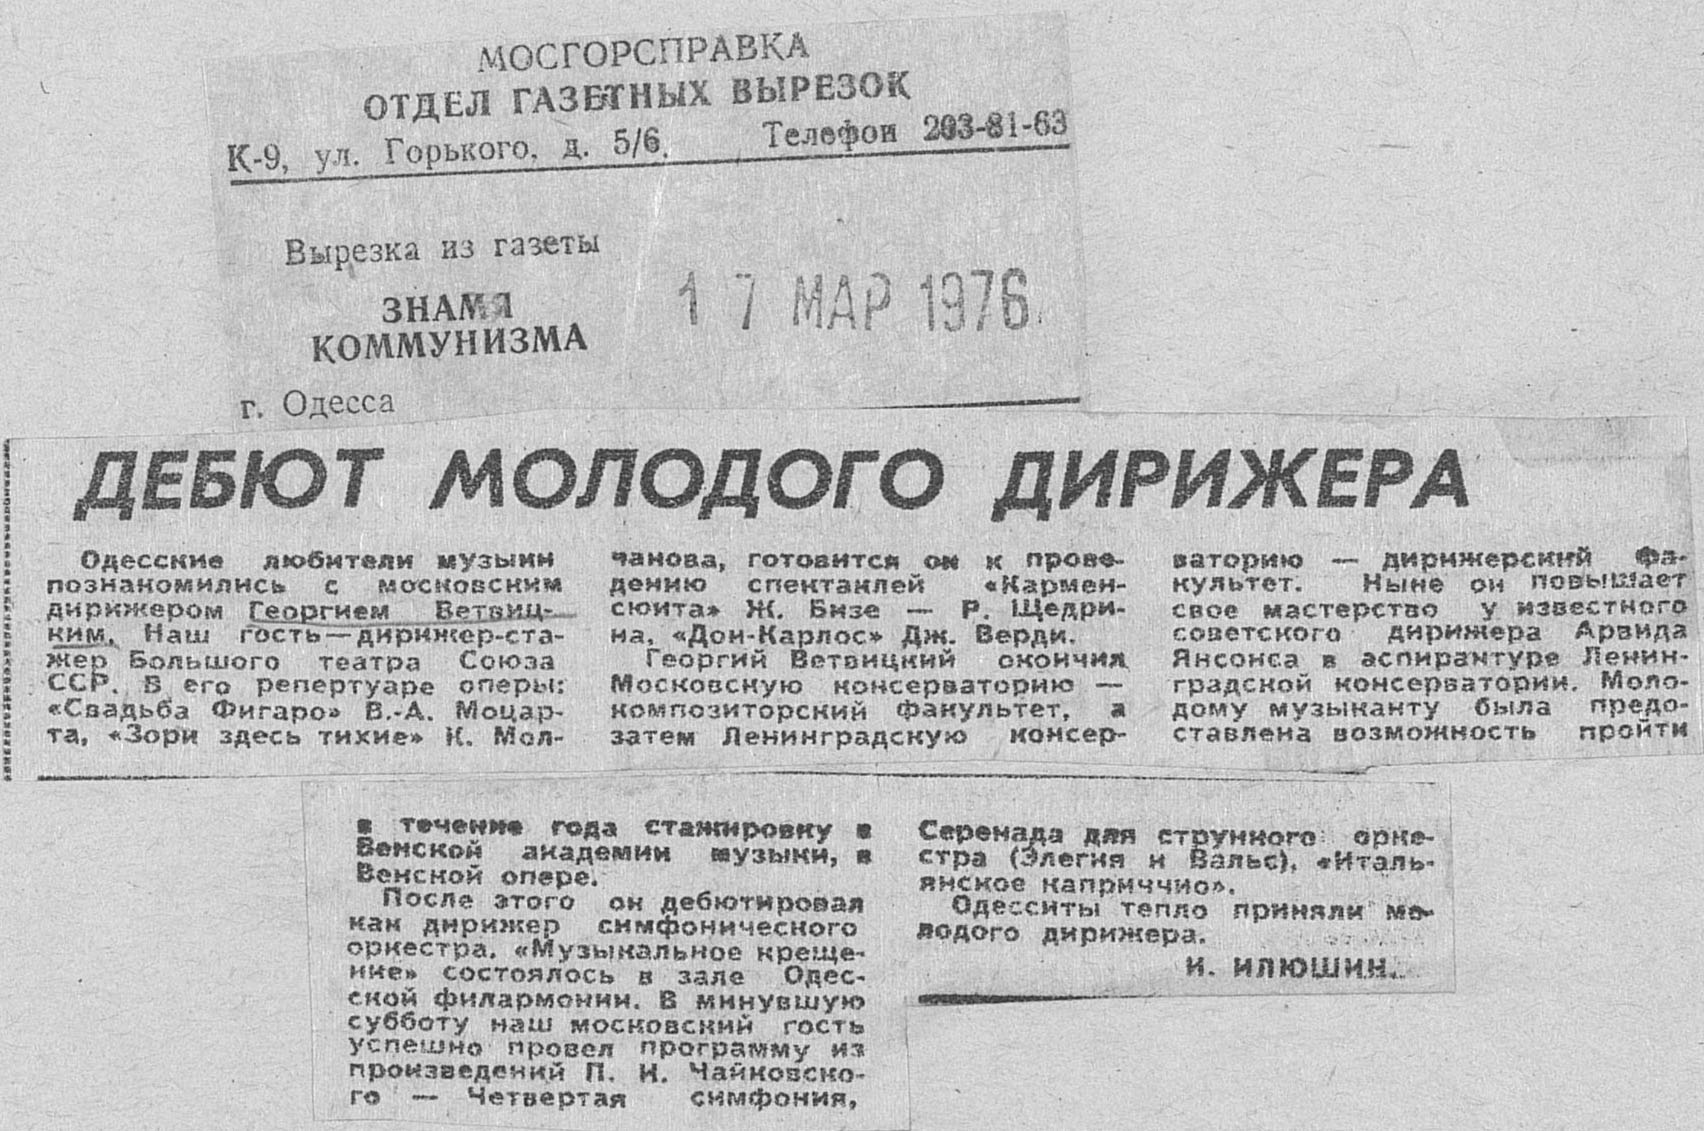 МОСГОРСПРАВКА
ОТДЕЛ ГАЗЕТНЫХ ВЫРЕЗОК
К-9, ул. Горького, д. 5/6. Телефон 203-81-63
Вырезка из газеты
ЗНАМЯ
КОММУНИЗМА
17 МАР 1976
г. Одесса
ДЕБЮТ МОЛОДОГО ДИРИЖЕРА
Одесские любители музыки
познакомились с московским
дирижером Георгием Ветвиц-
ким. Наш гость—дирижер-ста-
жер Большого театра Союза
ССР. В его репертуаре оперы:
«Свадьба Фигаро» В.-А. Моцар-
та, «Зори здесь тихие» К. Мол-
чанова, готовится он к прове-
дению спектаклей «Кармен-
сюита» Ж. Бизе — Р. Щедри-
на, «Дон-Карлос» Дж. Верди.
Георгий Ветвицкий окончил
Московскую консерваторию —
композиторский факультет, а
затем Ленинградскую консер-
ваторию — дирижерский фа-
культет. Ныне он повышает
свое мастерство у известного
советского дирижера Арвида
Янсонса в аспирантуре Ленин-
градской консерватории. Моло-
дому музыканту была предо-
ставлена возможность пройти
в течение года стажировку в
Венской академии музыки, в
Венской опере.
После этого он дебютировал
как дирижер симфонического
оркестра. «Музыкальное креще-
ние» состоялось в зале Одес-
ской филармонии. В минувшую
субботу наш московский гость
успешно провел программу из
произведений П. И. Чайковско-
го — Четвертая симфония,
Серенада для струнного орке-
стра (Элегия и Вальс), «Италь-
янское каприччио».
Одесситы тепло приняли мо-
лодого дирижера.
И. ИЛЮШИН.